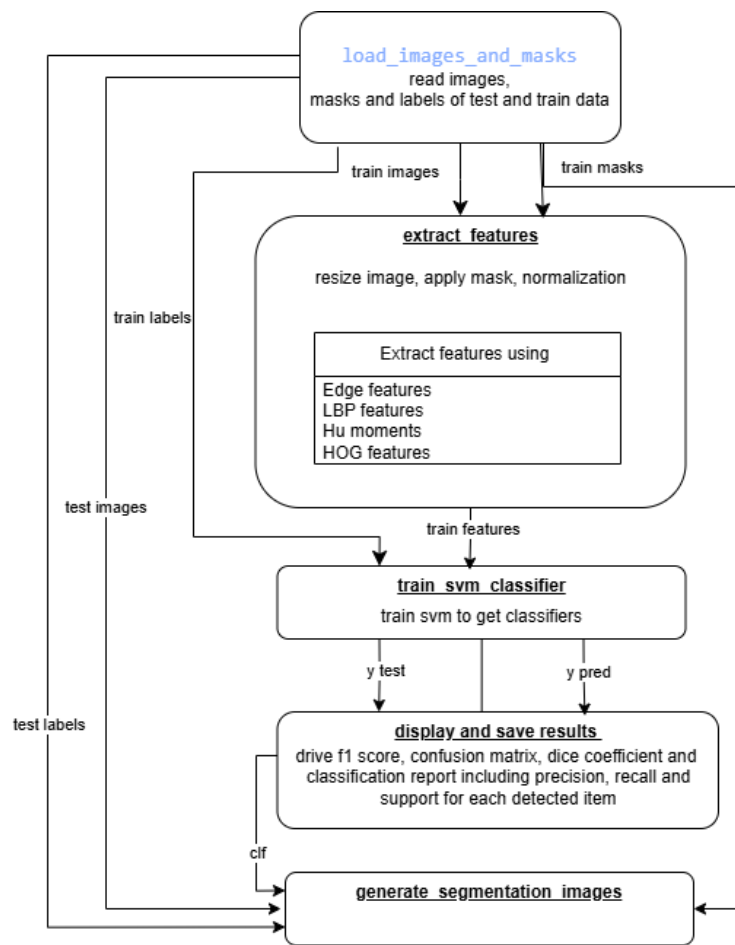 load_images_and_masks
read images,
masks and labels of test and train data
train images
train masks
extract_features
resize image, apply mask, normalization
train labels
Extract features using
Edge features
LBP features
Hu moments
HOG features
test images
train features
train_svm_classifier
train svm to get classifiers
y test
y pred
test labels
display and save results
drive f1 score, confusion matrix, dice coefficient and
classification report including precision, recall and
support for each detected item
clf
generate_segmentation_images